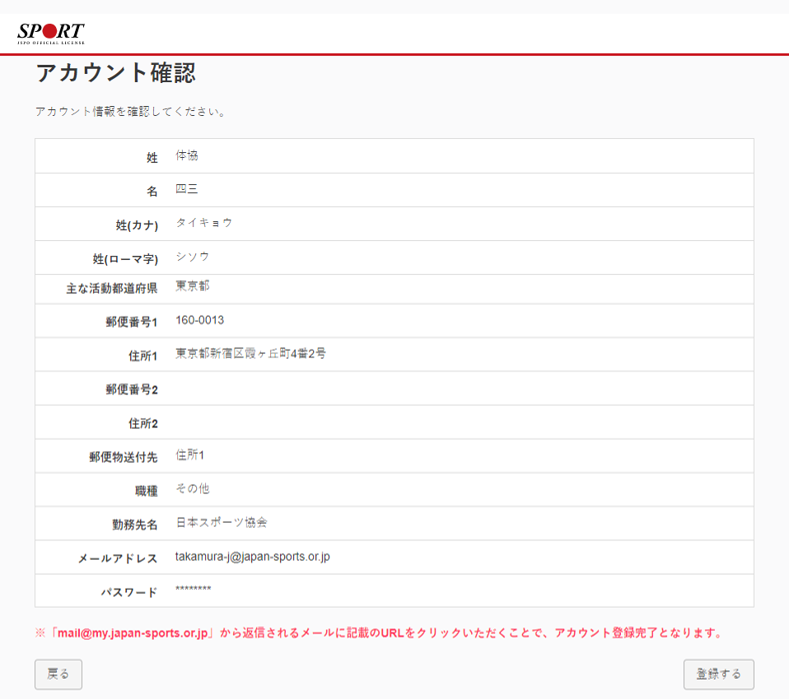 SPORT
JSPO OFFICIAL LICENSE
アカウント確認
アカウント情報を確認してください。
姓 体協
名 四三
姓(カナ) タイキョウ
姓(ローマ字) シソウ
主な活動都道府県 東京都
郵便番号1 160-0013
住所1 東京都新宿区霞ヶ丘町4番2号
郵便番号2
住所2
郵便物送付先 住所1
職種 その他
勤務先名 日本スポーツ協会
メールアドレス takamura-j@japan-sports.or.jp
パスワード ********
※「mail@my.japan-sports.or.jp」から返信されるメールに記載のURLをクリックいただくことで、アカウント登録完了となります。
戻る 登録する